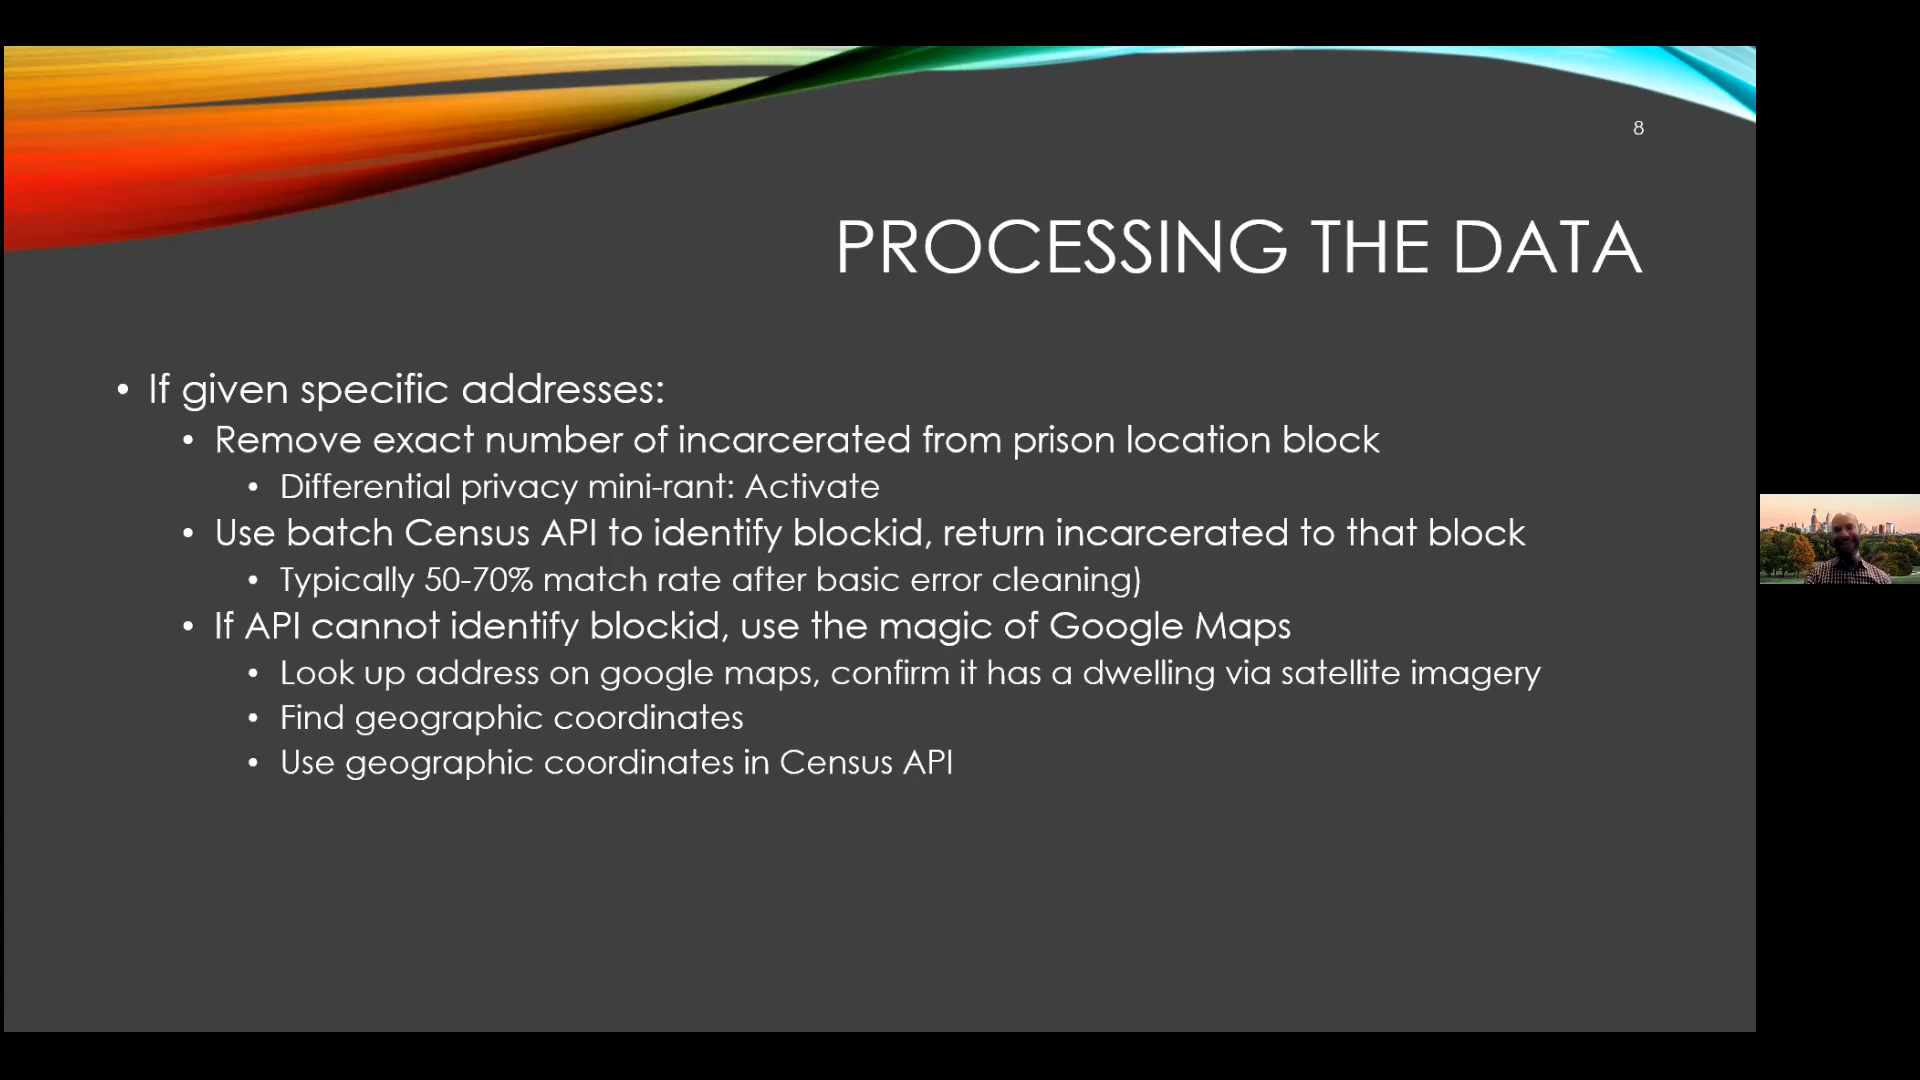 8
PROCESSING THE DATA
• If given specific addresses:
• Remove exact number of incarcerated from prison location block
• Differential privacy mini-rant: Activate
• Use batch Census API to identify blockid, return incarcerated to that block
• Typically 50-70% match rate after basic error cleaning)
• If API cannot identify blockid, use the magic of Google Maps
• Look up address on google maps, confirm it has a dwelling via satellite imagery
• Find geographic coordinates
• Use geographic coordinates in Census API